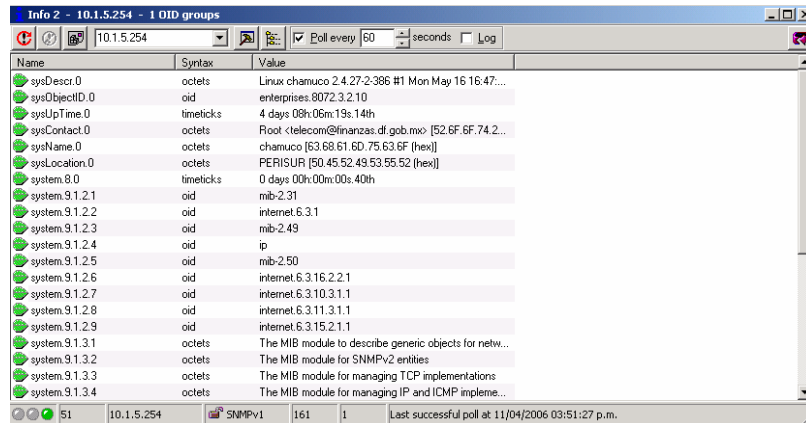 Info 2 - 10.1.5.254 - 1 OID groups
10.1.5.254 Poll every 60 seconds Log
Name Syntax Value
sysDescr.0 octets Linux chamuco 2.4.27-2-386 #1 Mon May 16 16:47:...
sysObjectID.0 oid enterprises.8072.3.2.10
sysUpTime.0 timeticks 4 days 08h:06m:19s.14th
sysContact.0 octets Root <telecom@finanzas.df.gob.mx> [52.6F.6F.74.2...
sysName.0 octets chamuco [63.68.61.6D.75.63.6F (hex)]
sysLocation.0 octets PERISUR [50.45.52.49.53.55.52 (hex)]
system.8.0 timeticks 0 days 00h:00m:00s.40th
system.9.1.2.1 oid mib-2.31
system.9.1.2.2 oid internet.6.3.1
system.9.1.2.3 oid mib-2.49
system.9.1.2.4 oid ip
system.9.1.2.5 oid mib-2.50
system.9.1.2.6 oid internet.6.3.16.2.2.1
system.9.1.2.7 oid internet.6.3.10.3.1.1
system.9.1.2.8 oid internet.6.3.11.3.1.1
system.9.1.2.9 oid internet.6.3.15.2.1.1
system.9.1.3.1 octets The MIB module to describe generic objects for netw...
system.9.1.3.2 octets The MIB module for SNMPv2 entities
system.9.1.3.3 octets The MIB module for managing TCP implementations
system.9.1.3.4 octets The MIB module for managing IP and ICMP impleme...
51 10.1.5.254 SNMPv1 161 1 Last successful poll at 11/04/2006 03:51:27 p.m.